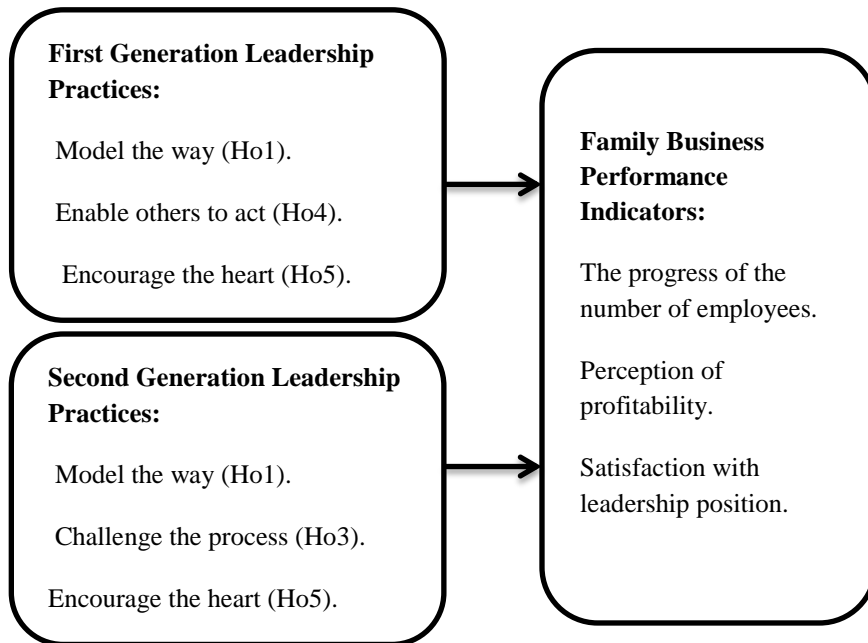 First Generation Leadership
Practices:
Model the way (Ho1).
Enable others to act (Ho4).
Encourage the heart (Ho5).
Second Generation Leadership
Practices:
Model the way (Ho1).
Challenge the process (Ho3).
Encourage the heart (Ho5).
Family Business
Performance
Indicators:
The progress of the
number of employees.
Perception of
profitability.
Satisfaction with
leadership position.